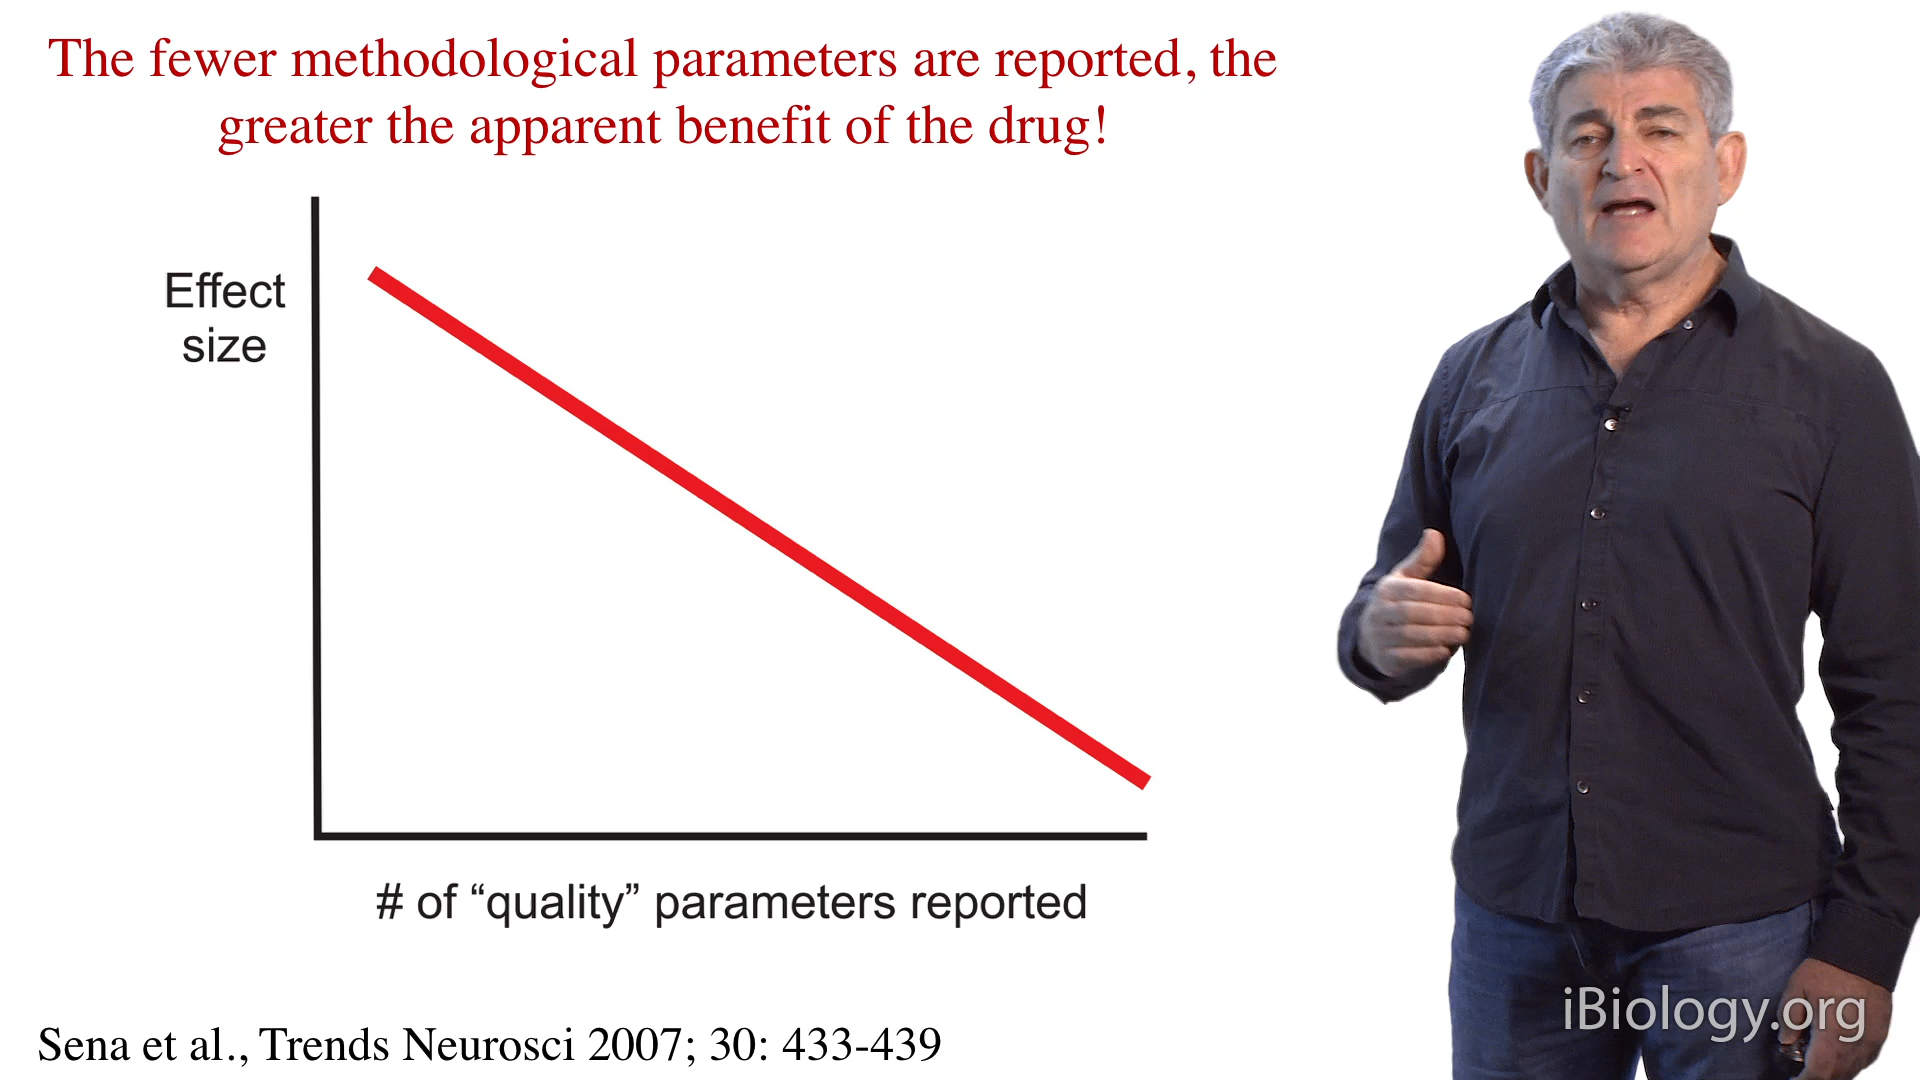 The fewer methodological parameters are reported, the
greater the apparent benefit of the drug!
Effect
size
# of “quality” parameters reported
Sena et al., Trends Neurosci 2007; 30: 433-439
iBiology.org